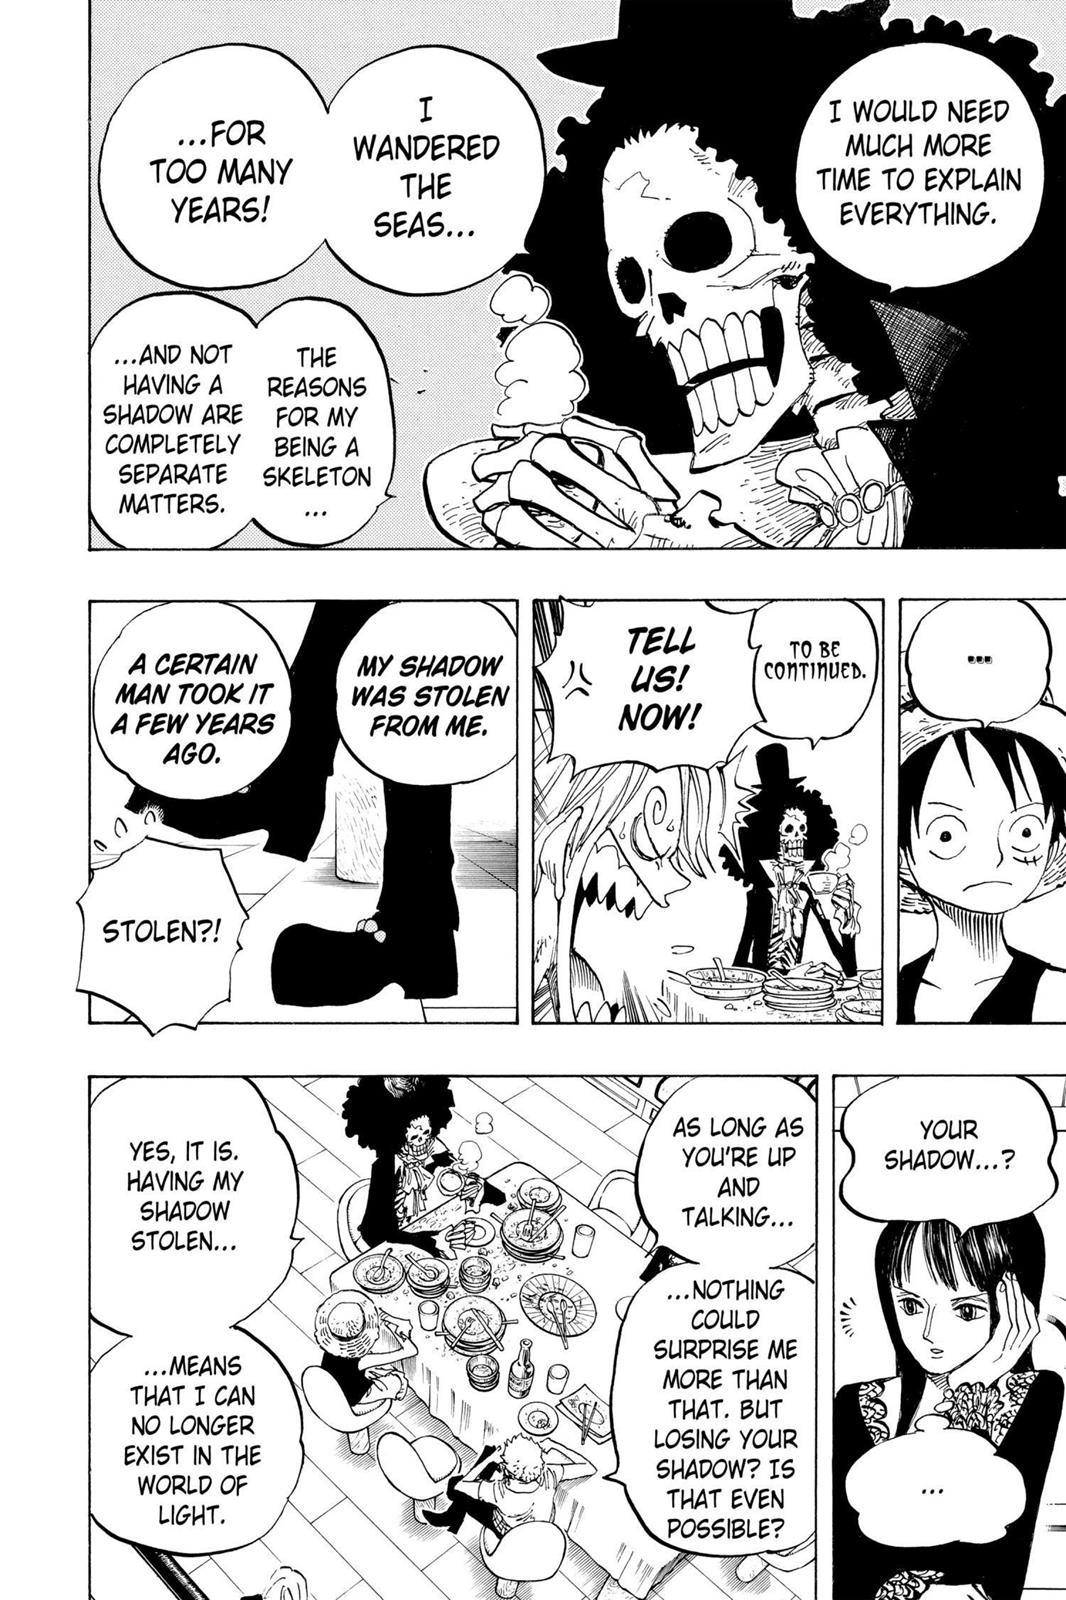 I WOULD NEED
MUCH MORE
TIME TO EXPLAIN
EVERYTHING.
I
WANDERED
THE
SEAS...
...FOR
TOO MANY
YEARS!
THE
REASONS
FOR MY
BEING A
SKELETON
...
...AND NOT
HAVING A
SHADOW ARE
COMPLETELY
SEPARATE
MATTERS.
...
TO BE
CONTINUED.
TELL
US!
NOW!
MY SHADOW
WAS STOLEN
FROM ME.
A CERTAIN
MAN TOOK IT
A FEW YEARS
AGO.
STOLEN?!
YOUR
SHADOW...?
...
AS LONG AS
YOU'RE UP
AND
TALKING...
...NOTHING
COULD
SURPRISE ME
MORE THAN
THAT. BUT
LOSING YOUR
SHADOW? IS
THAT EVEN
POSSIBLE?
YES, IT IS.
HAVING MY
SHADOW
STOLEN...
...MEANS
THAT I CAN
NO LONGER
EXIST IN THE
WORLD OF
LIGHT.